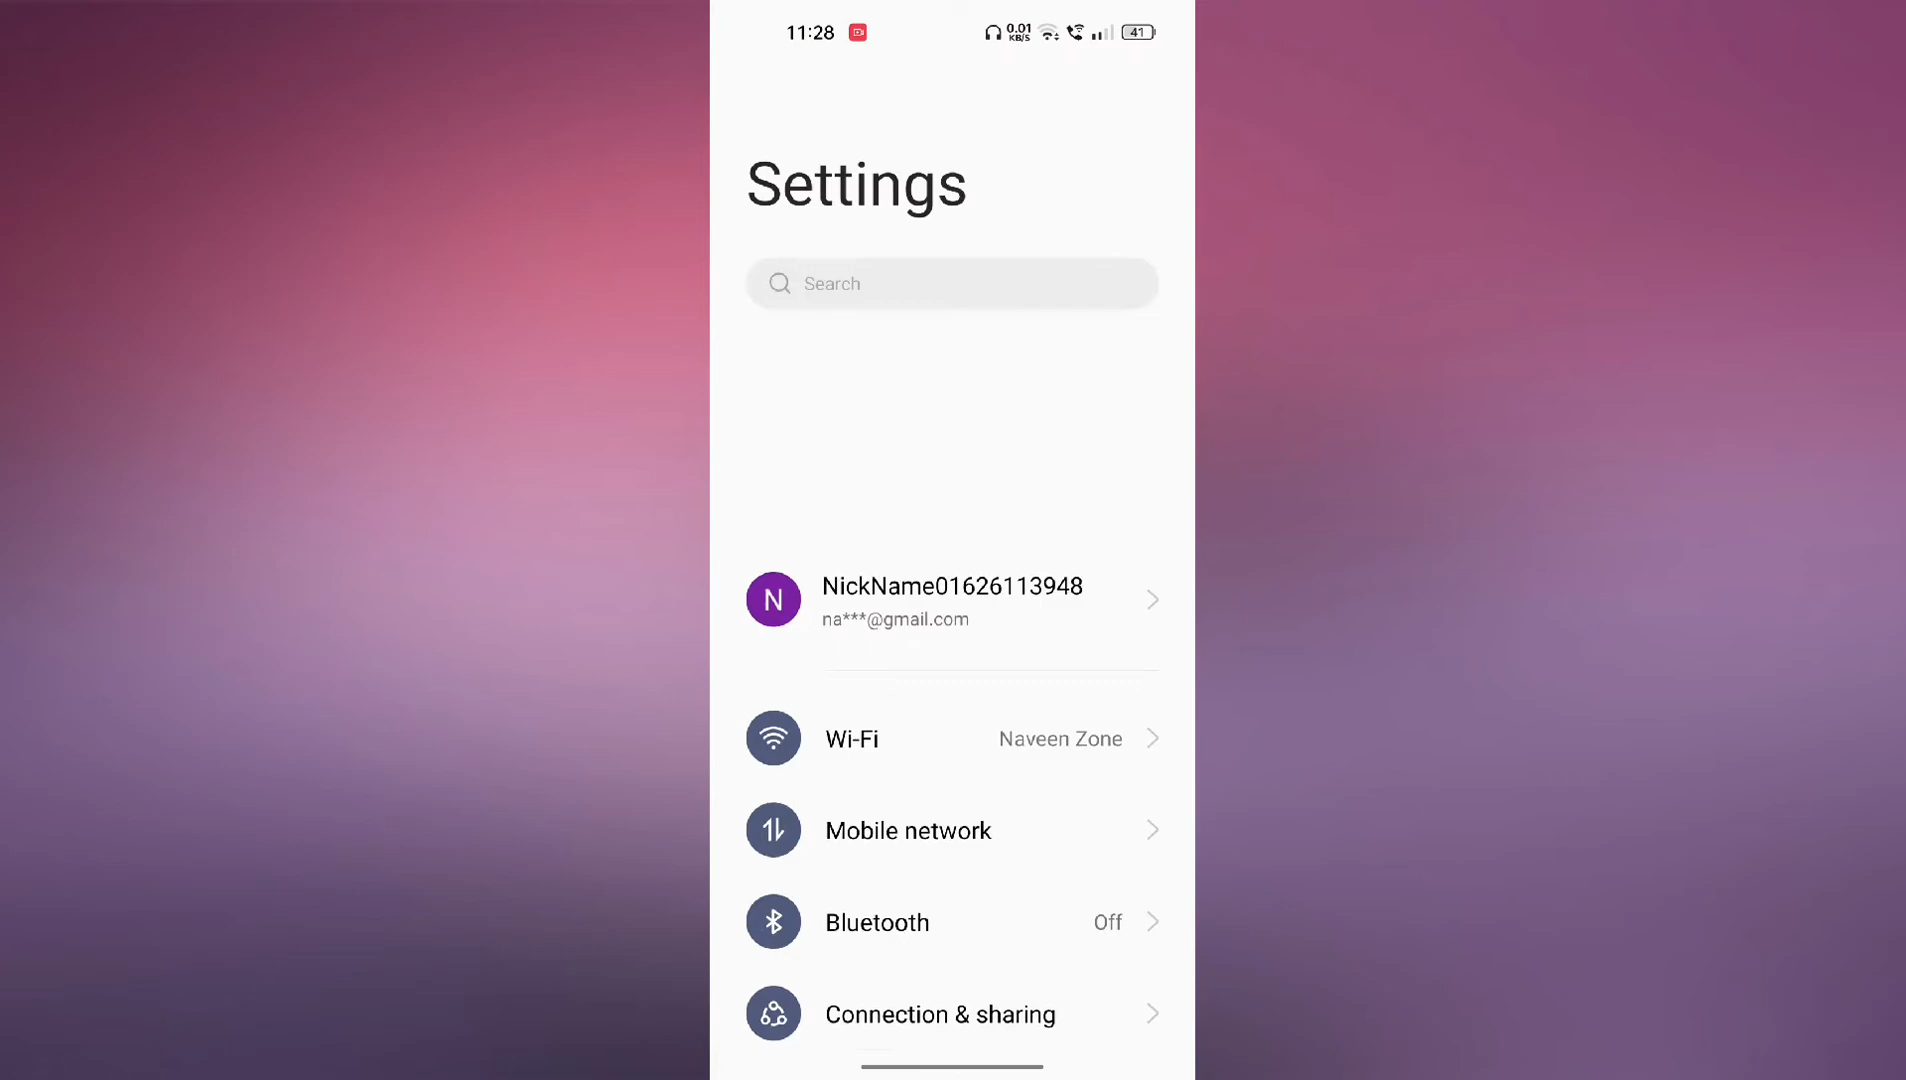 11:28 0.01 KB/S 41
Settings
Search
N NickName01626113948
na***@gmail.com
Wi-Fi Naveen Zone
Mobile network
Bluetooth Off
Connection & sharing